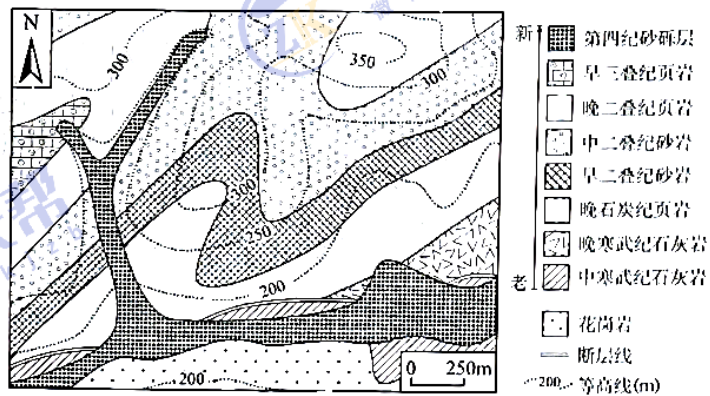 N
300
350
300
300
250
200
200
0 250m
新
老
第四纪砂砾层
早三叠纪页岩
晚二叠纪页岩
中二叠纪砂岩
早二叠纪砂岩
晚石炭纪页岩
晚寒武纪石灰岩
中寒武纪石灰岩
花岗岩
断层线
200 等高线(m)